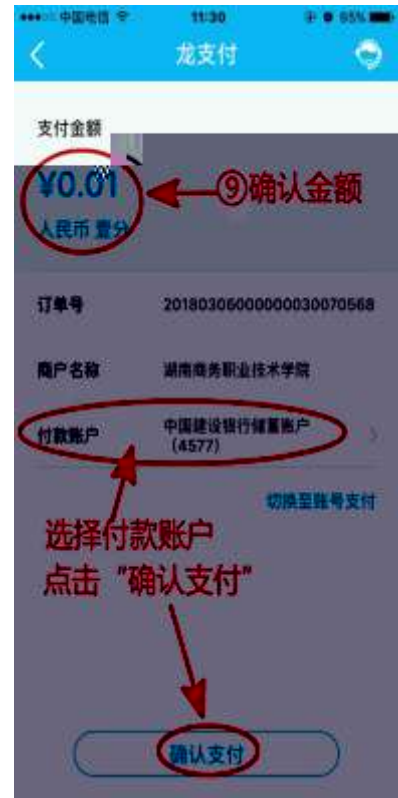 中国电信 11:30 65%
龙支付
支付金额
¥0.01
⑨确认金额
人民币 壹分
订单号 20180306000000030070568
商户名称 湖南商务职业技术学院
付款账户 中国建设银行储蓄账户
(4577)
切换至账号支付
选择付款账户
点击“确认支付”
确认支付